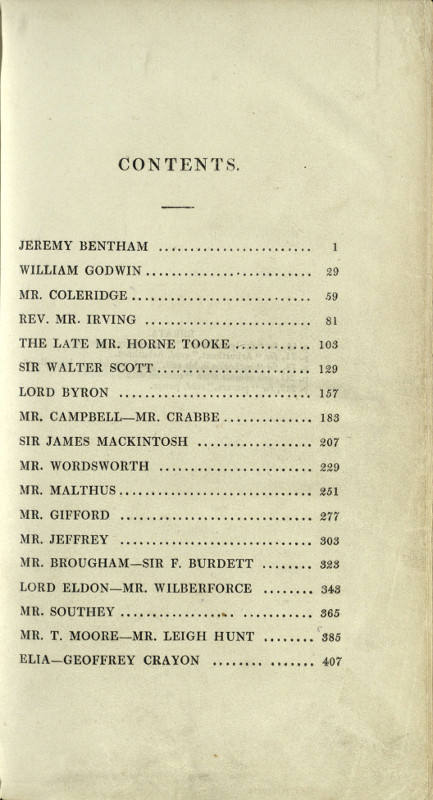 CONTENTS.
JEREMY BENTHAM ........................ 1
WILLIAM GODWIN .......................... 29
MR. COLERIDGE ............................ 59
REV. MR. IRVING .......................... 81
THE LATE MR. HORNE TOOKE ............ 103
SIR WALTER SCOTT ........................ 129
LORD BYRON .............................. 157
MR. CAMPBELL—MR. CRABBE .............. 183
SIR JAMES MACKINTOSH .................. 207
MR. WORDSWORTH ........................ 229
MR. MALTHUS .............................. 251
MR. GIFFORD .............................. 277
MR. JEFFREY .............................. 303
MR. BROUGHAM—SIR F. BURDETT ........ 323
LORD ELDON—MR. WILBERFORCE ........ 343
MR. SOUTHEY .............................. 365
MR. T. MOORE—MR. LEIGH HUNT ........ 385
ELIA—GEOFFREY CRAYON ........ ....... 407